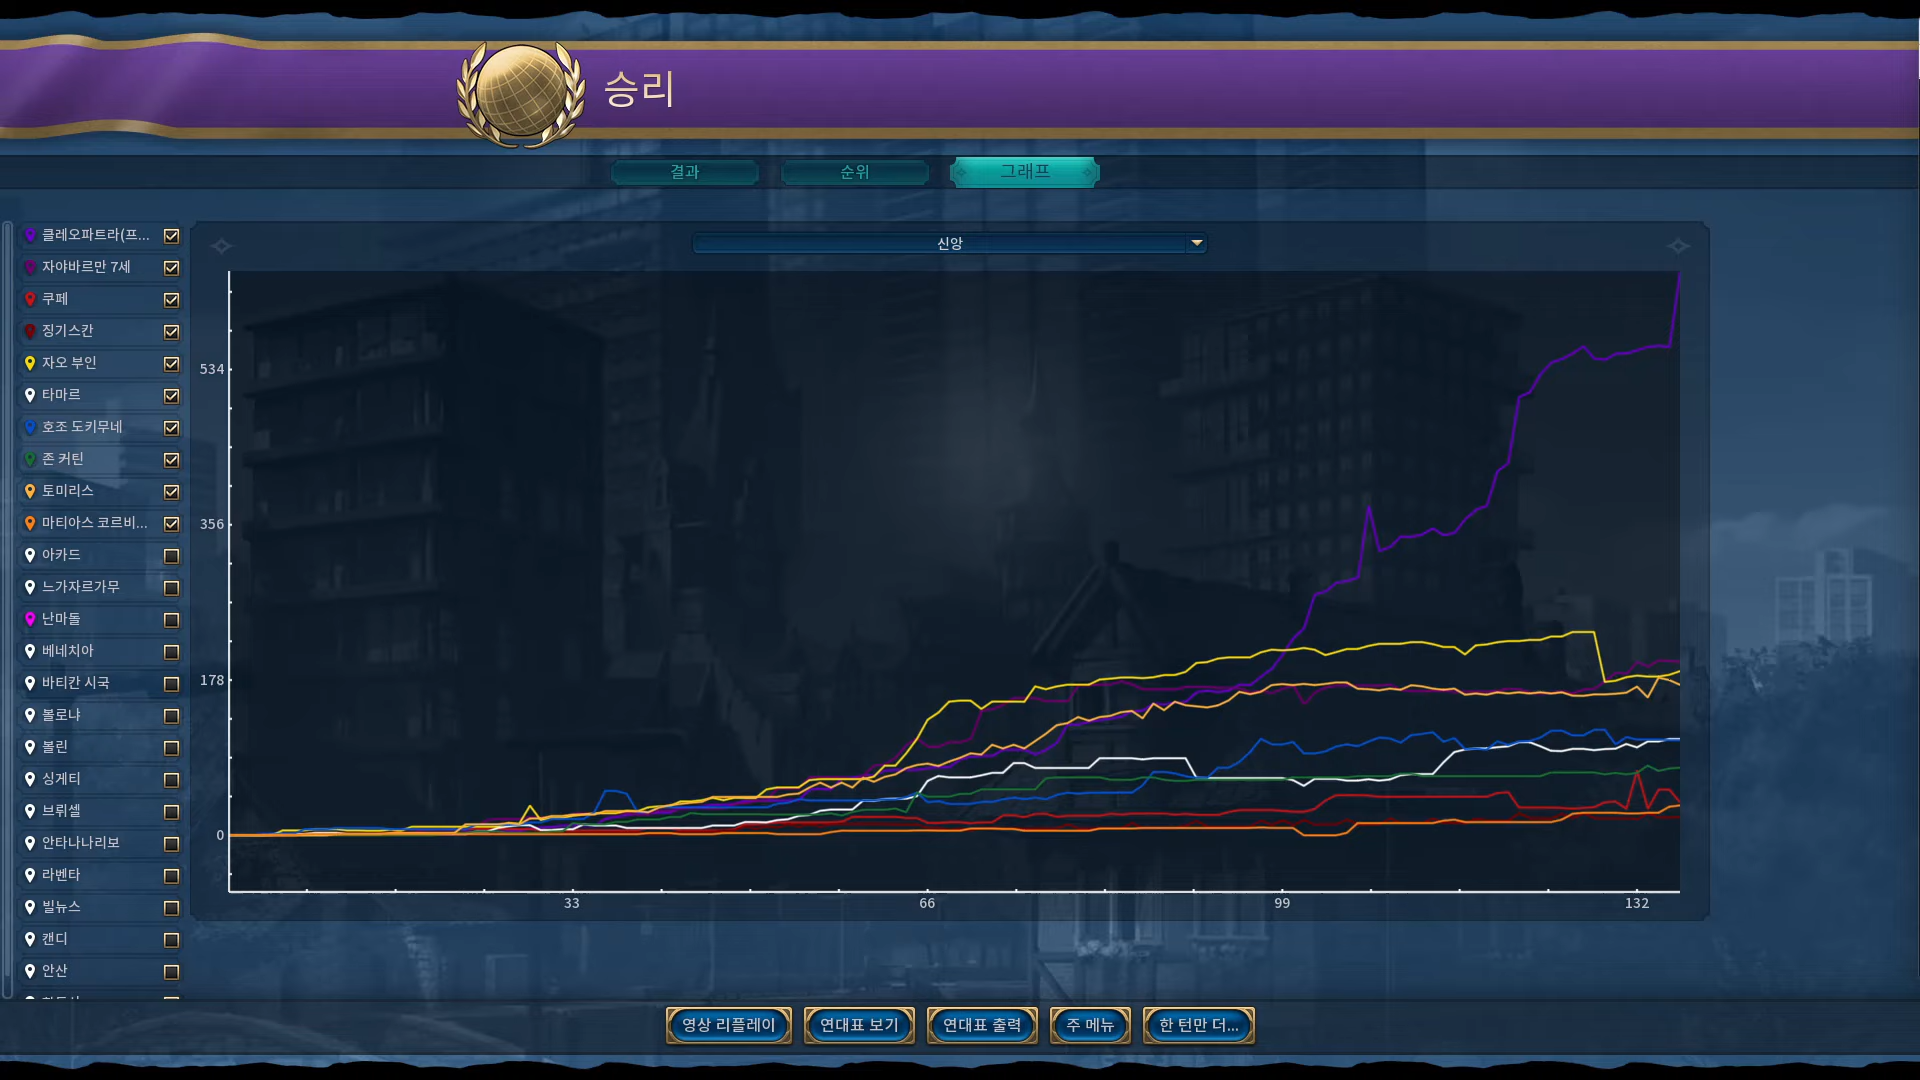 승리
결과
순위
그래프
신앙
클레오파트라(프...
자야바르만 7세
쿠페
징기스칸
자오 부인
타마르
호조 도키무네
존 커틴
토미리스
마티아스 코르비...
아카드
느가자르가무
난마돌
베네치아
바티칸 시국
볼로냐
볼린
싱게티
브뤼셀
안타나나리보
라벤타
빌뉴스
캔디
안산
534
356
178
0
33
66
99
132
영상 리플레이
연대표 보기
연대표 출력
주 메뉴
한 턴만 더...